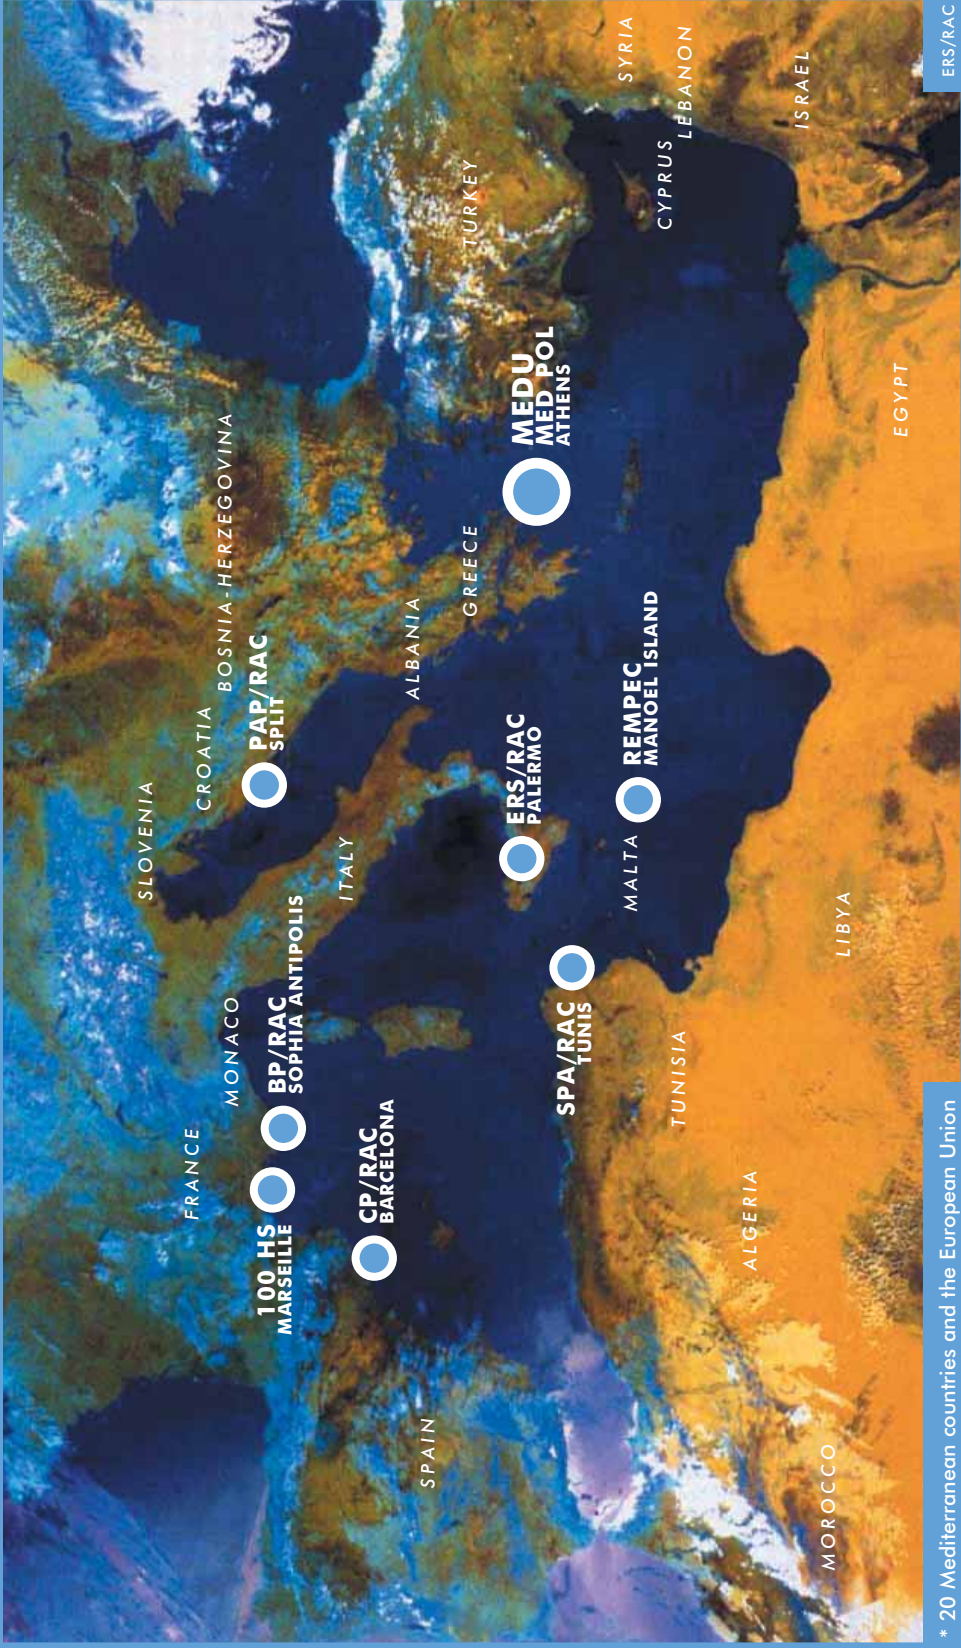 SLOVENIA
CROATIA
BOSNIA-HERZEGOVINA
FRANCE
MONACO
PAP/RAC
SPLIT
BP/RAC
SOPHIA ANTIPOLIS
100 HS
MARSEILLE
ITALY
CP/RAC
BARCELONA
ALBANIA
SPAIN
GREECE
TURKEY
ERS/RAC
PALERMO
MEDU
MED POL
ATHENS
SPA/RAC
TUNIS
MALTA
REMPEC
MANOEL ISLAND
SYRIA
CYPRUS
LEBANON
TUNISIA
ALGERIA
ISRAEL
MOROCCO
LIBYA
EGYPT
* 20 Mediterranean countries and the European Union
ERS/RAC